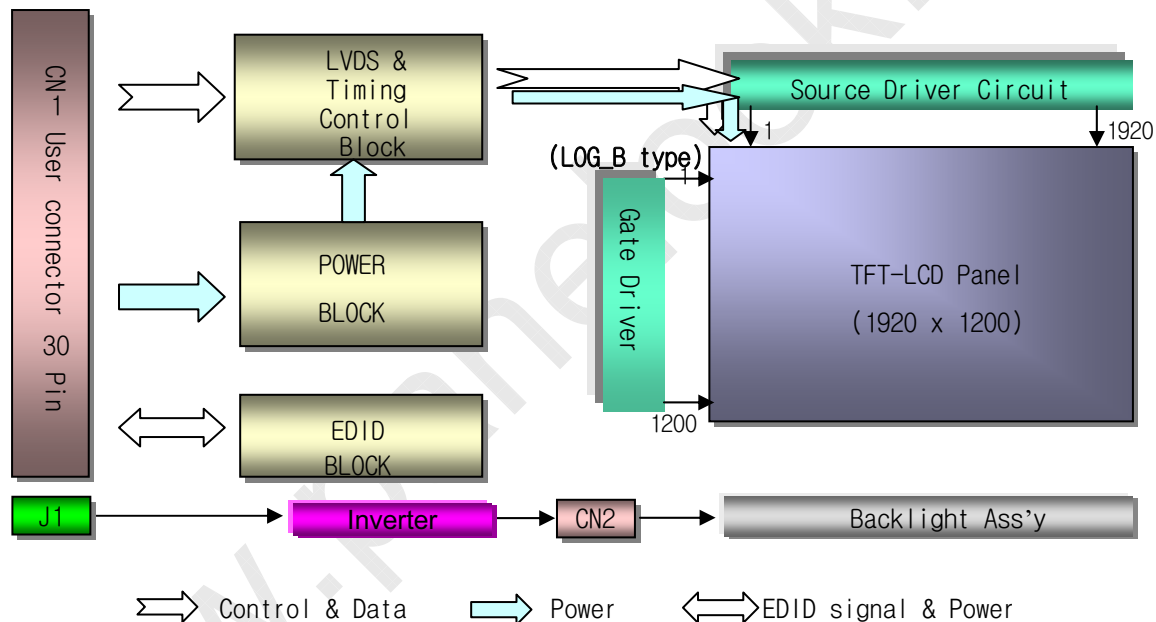 CN- User connector 30 Pin
LVDS &
Timing
Control
Block
POWER
BLOCK
EDID
BLOCK
Source Driver Circuit
1
1920
(LOG_B type)
1
Gate Driver
1200
TFT-LCD Panel
(1920 x 1200)
J1
Inverter
CN2
Backlight Ass’y
Control & Data
Power
EDID signal & Power